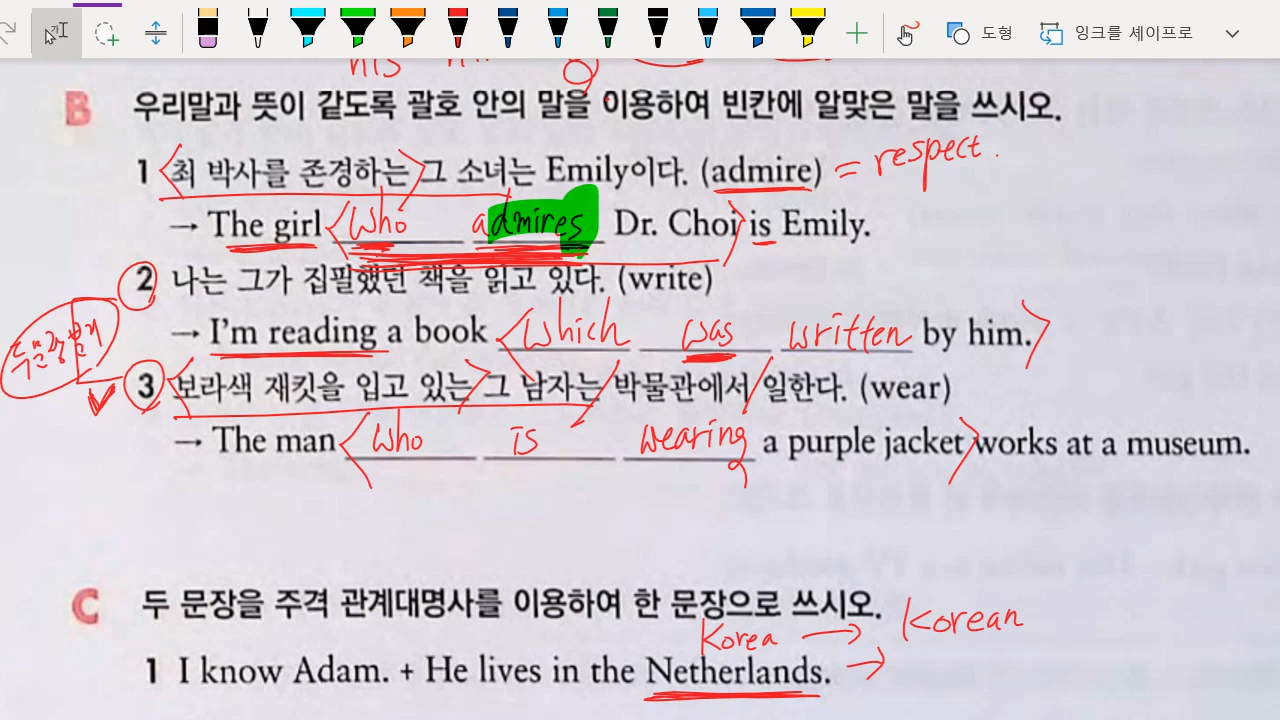 도형 잉크를 셰이프로
his
B 우리말과 뜻이 같도록 괄호 안의 말을 이용하여 빈칸에 알맞은 말을 쓰시오.
1 최 박사를 존경하는 그 소녀는 Emily이다. (admire) = respect.
→ The girl who admires Dr. Choi is Emily.
2 나는 그가 집필했던 책을 읽고 있다. (write)
→ I'm reading a book which was written by him.
3 보라색 재킷을 입고 있는 그 남자는 박물관에서 일한다. (wear)
→ The man who is wearing a purple jacket works at a museum.
C 두 문장을 주격 관계대명사를 이용하여 한 문장으로 쓰시오.
Korea → Korean
1 I know Adam. + He lives in the Netherlands. →